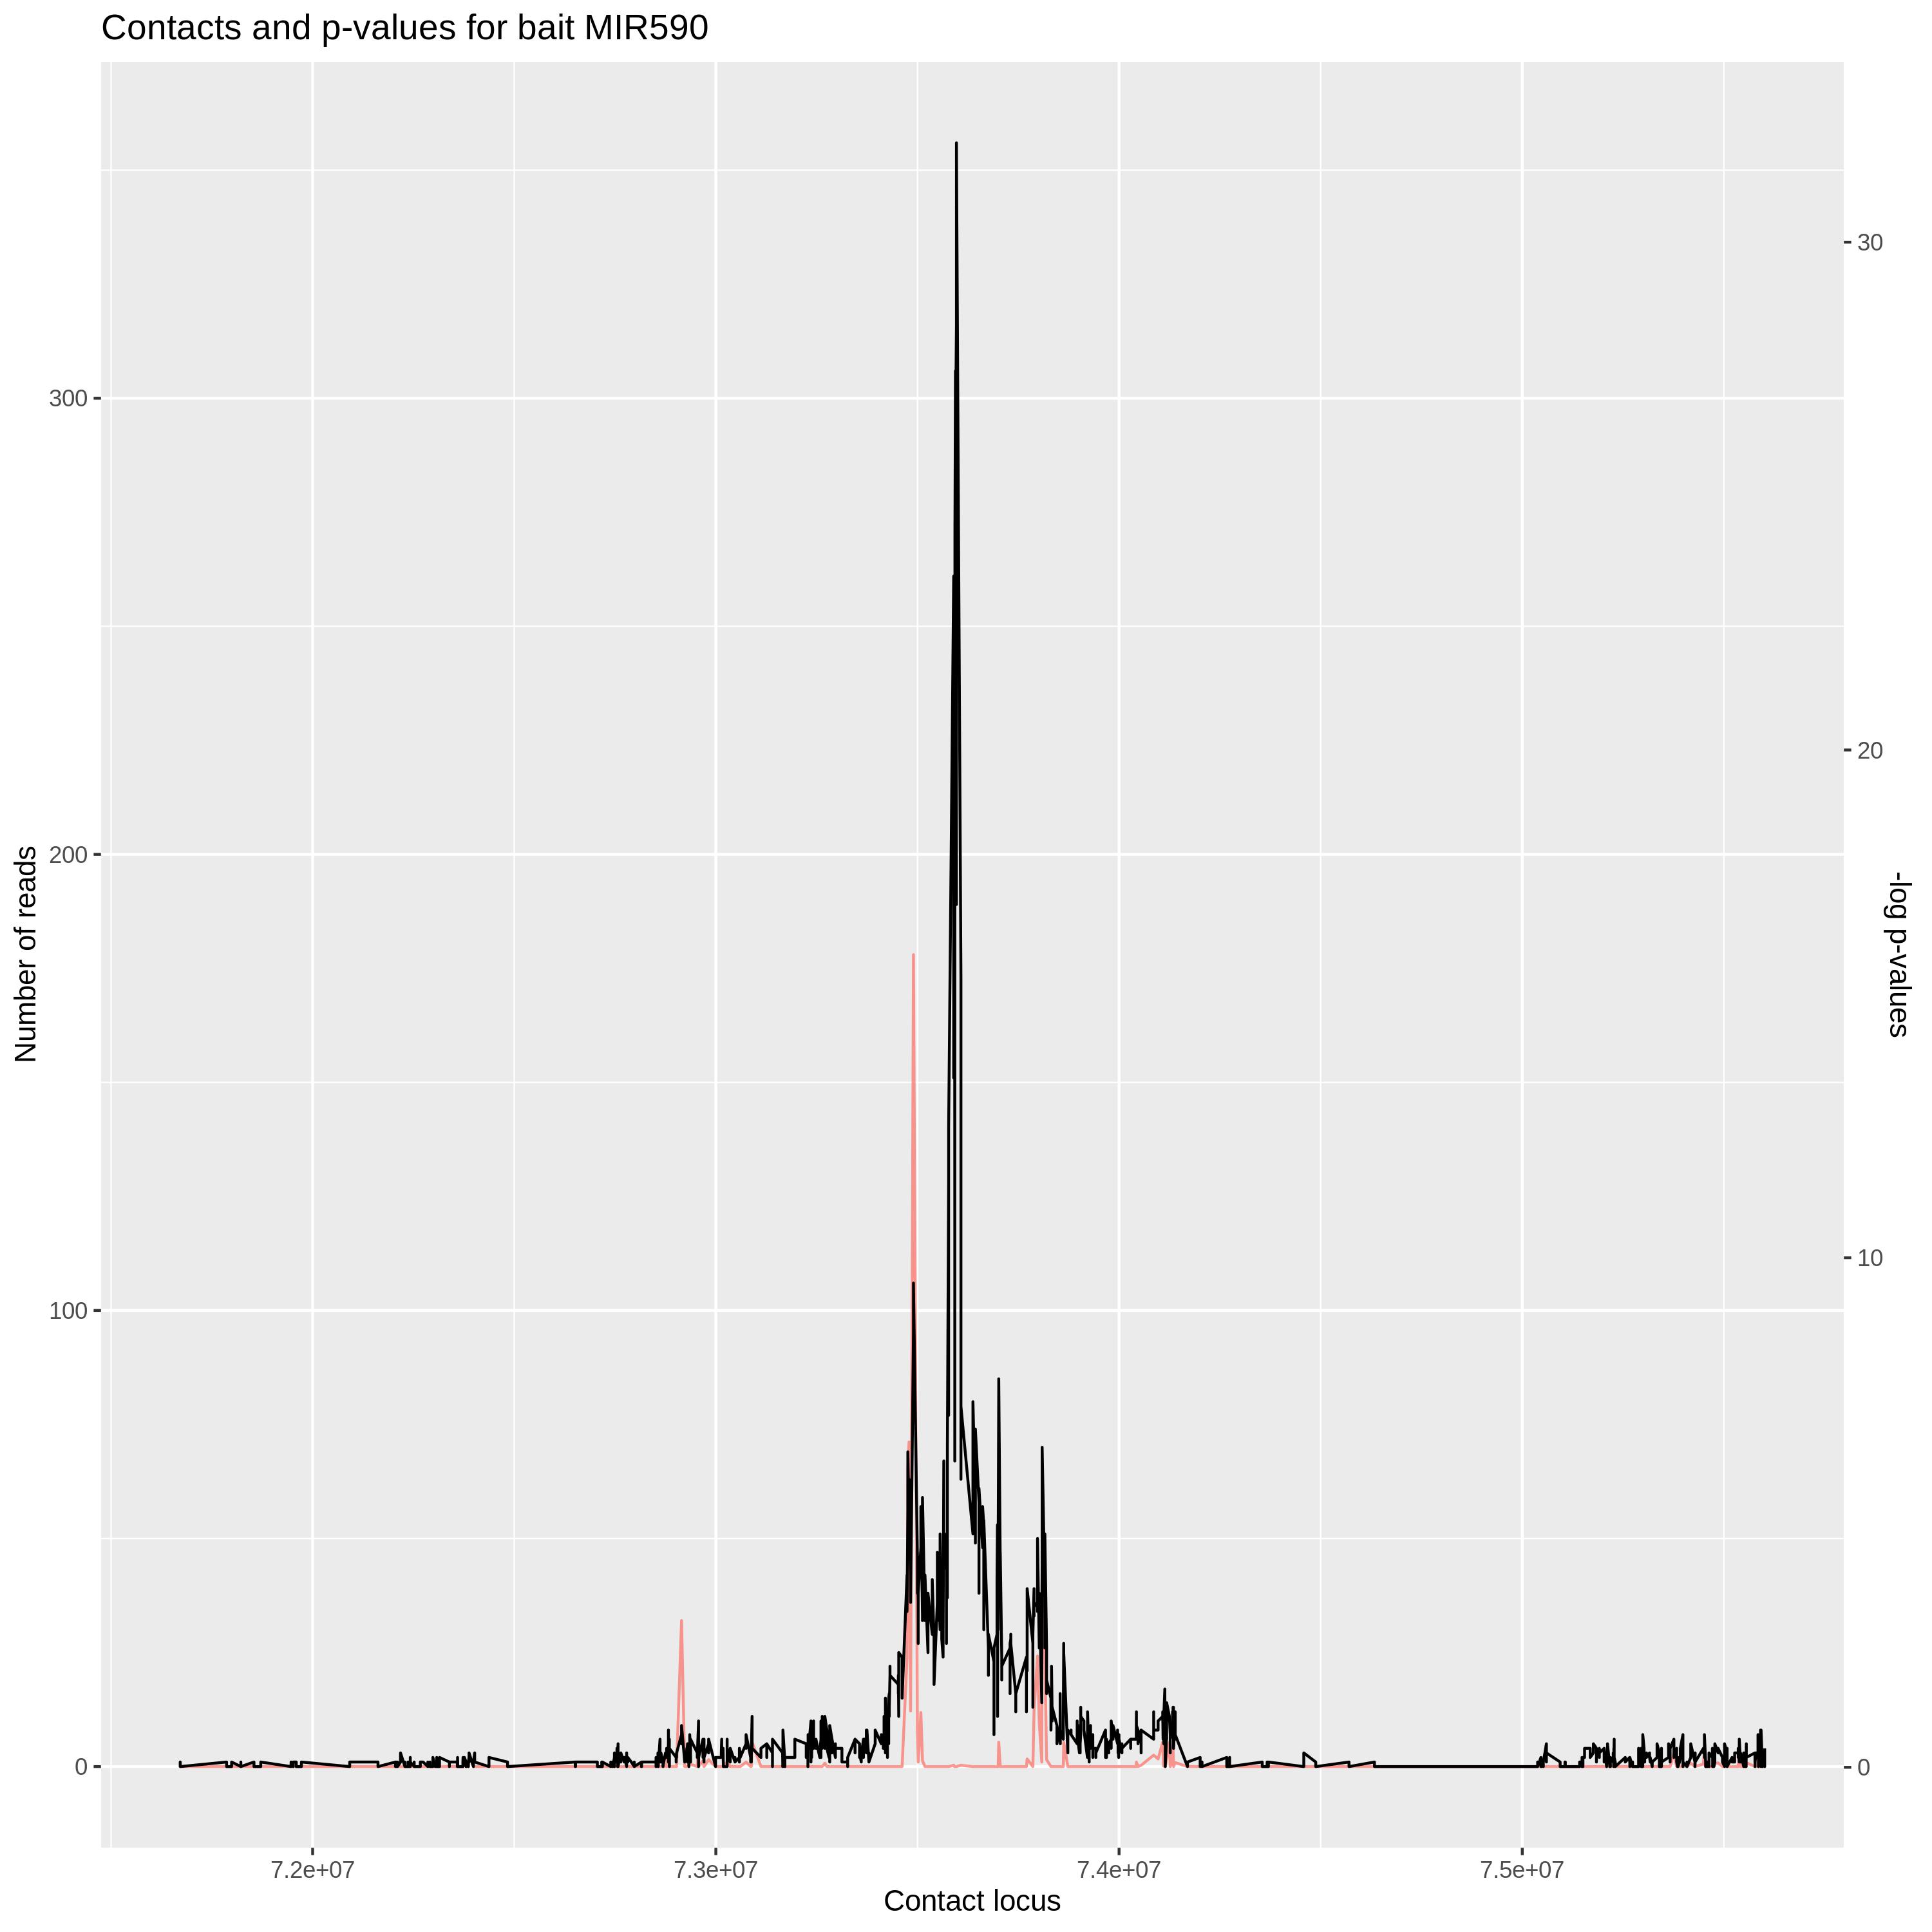 Contacts and p-values for bait MIR590
Number of reads
300
200
100
0
30
20
10
0
-log p-values
7.2e+07 7.3e+07 7.4e+07 7.5e+07
Contact locus